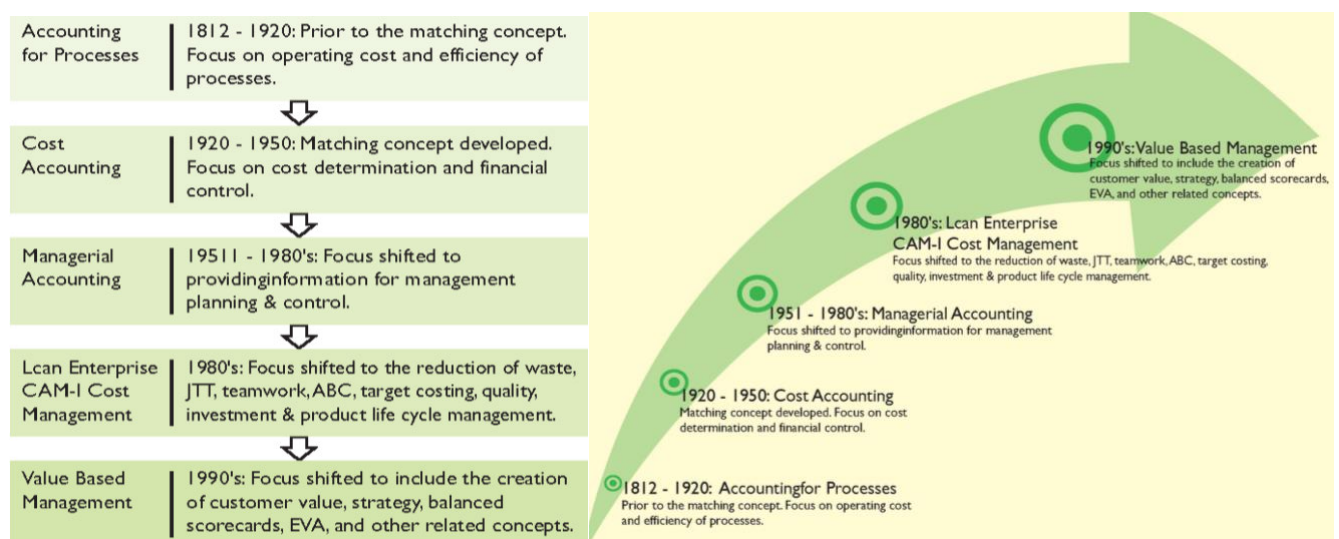 Accounting
for Processes
1812 - 1920: Prior to the matching concept.
Focus on operating cost and efficiency of
processes.
Cost
Accounting
1920 - 1950: Matching concept developed.
Focus on cost determination and financial
control.
Managerial
Accounting
19511 - 1980's: Focus shifted to
providinginformation for management
planning & control.
Lcan Enterprise
CAM-I Cost
Management
1980's: Focus shifted to the reduction of waste,
JTT, teamwork, ABC, target costing, quality,
investment & product life cycle management.
Value Based
Management
1990's: Focus shifted to include the creation
of customer value, strategy, balanced
scorecards, EVA, and other related concepts.
1990's: Value Based Management
Focus shifted to include the creation of
customer value, strategy, balanced scorecards,
EVA, and other related concepts.
1980's: Lcan Enterprise
CAM-I Cost Management
Focus shifted to the reduction of waste, JTT, teamwork, ABC, target costing,
quality, investment & product life cycle management.
1951 - 1980's: Managerial Accounting
Focus shifted to providinginformation for management
planning & control.
1920 - 1950: Cost Accounting
Matching concept developed. Focus on cost
determination and financial control.
1812 - 1920: Accountingfor Processes
Prior to the matching concept. Focus on operating cost
and efficiency of processes.